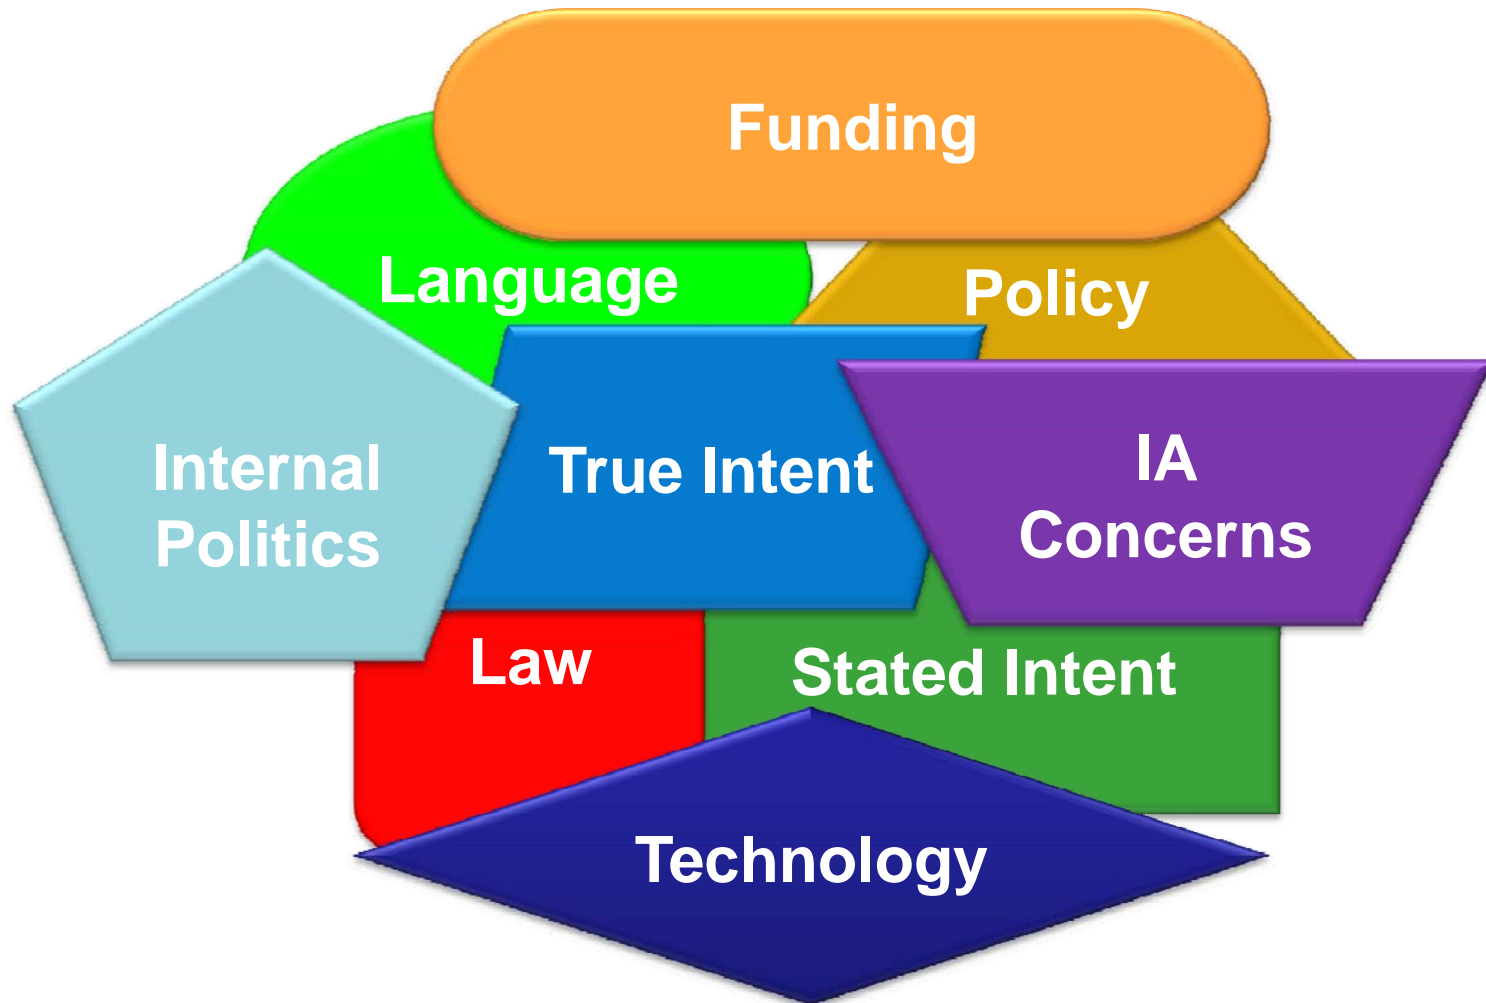 Funding
Language
Policy
Internal
Politics
True Intent
IA
Concerns
Law
Stated Intent
Technology